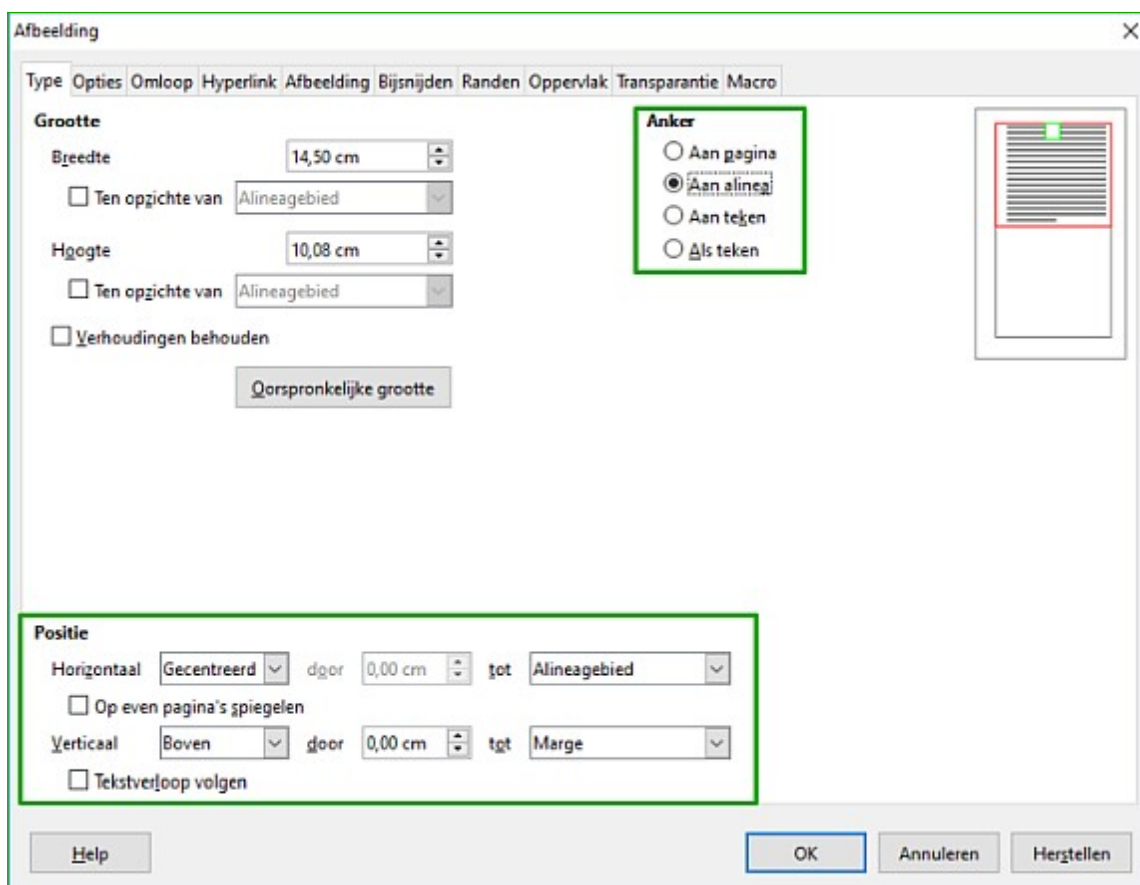 Afbeelding
Type Opties Omloop Hyperlink Afbeelding Bijsnijden Randen Oppervlak Transparantie Macro
Grootte
Breedte 14,50 cm
Ten opzichte van Alineagebied
Hoogte 10,08 cm
Ten opzichte van Alineagebied
Verhoudingen behouden
Oorspronkelijke grootte
Anker
Aan pagina
Aan alinea
Aan teken
Als teken
Positie
Horizontaal Gecentreerd door 0,00 cm tot Alineagebied
Op even pagina's spiegelen
Verticaal Boven door 0,00 cm tot Marge
Tekstverloop volgen
Help OK Annuleren Herstellen